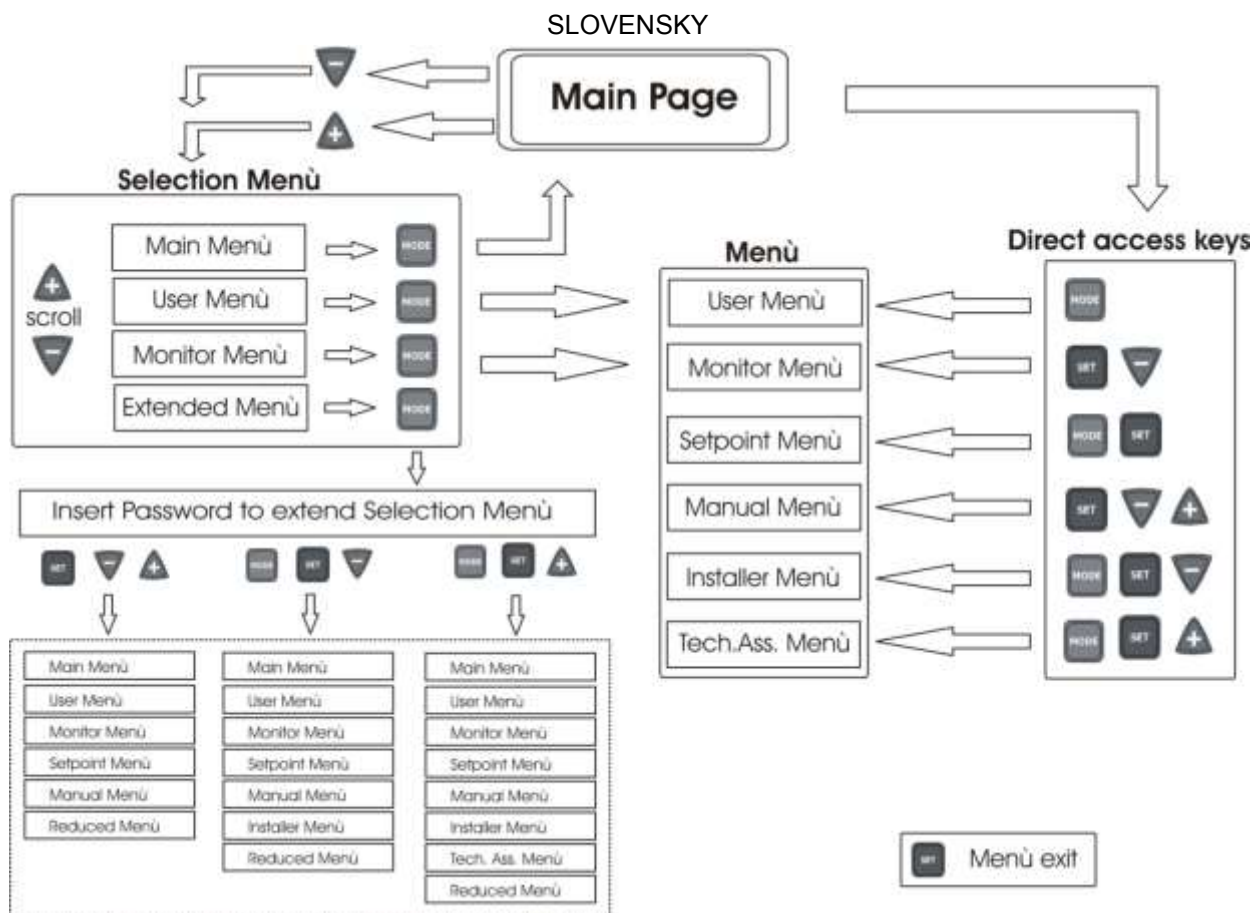 SLOVENSKY
Main Page
Selection Menù
Main Menù
MODE
User Menù
MODE
scroll
Monitor Menù
MODE
Extended Menù
MODE
Insert Password to extend Selection Menù
SET
MODE SET
MODE SET
Main Menù
User Menù
Monitor Menù
Setpoint Menù
Manual Menù
Reduced Menù
Main Menù
User Menù
Monitor Menù
Setpoint Menù
Manual Menù
Installer Menù
Reduced Menù
Main Menù
User Menù
Monitor Menù
Setpoint Menù
Manual Menù
Installer Menù
Tech. Ass. Menù
Reduced Menù
Menù
User Menù
Monitor Menù
Setpoint Menù
Manual Menù
Installer Menù
Tech.Ass. Menù
Direct access keys
MODE
SET
MODE SET
SET
MODE SET
MODE SET
SET Menù exit